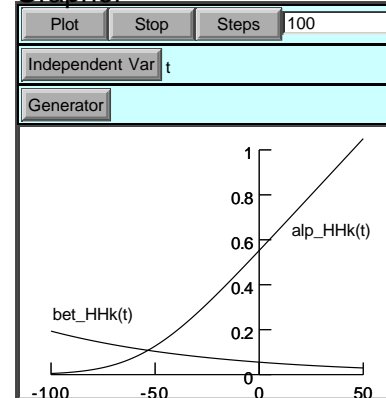 Plot Stop Steps 100
Independent Var t
Generator
1
0.8
0.6
alp_HHk(t)
0.4
bet_HHk(t)
0.2
0
-100 -50 0 50